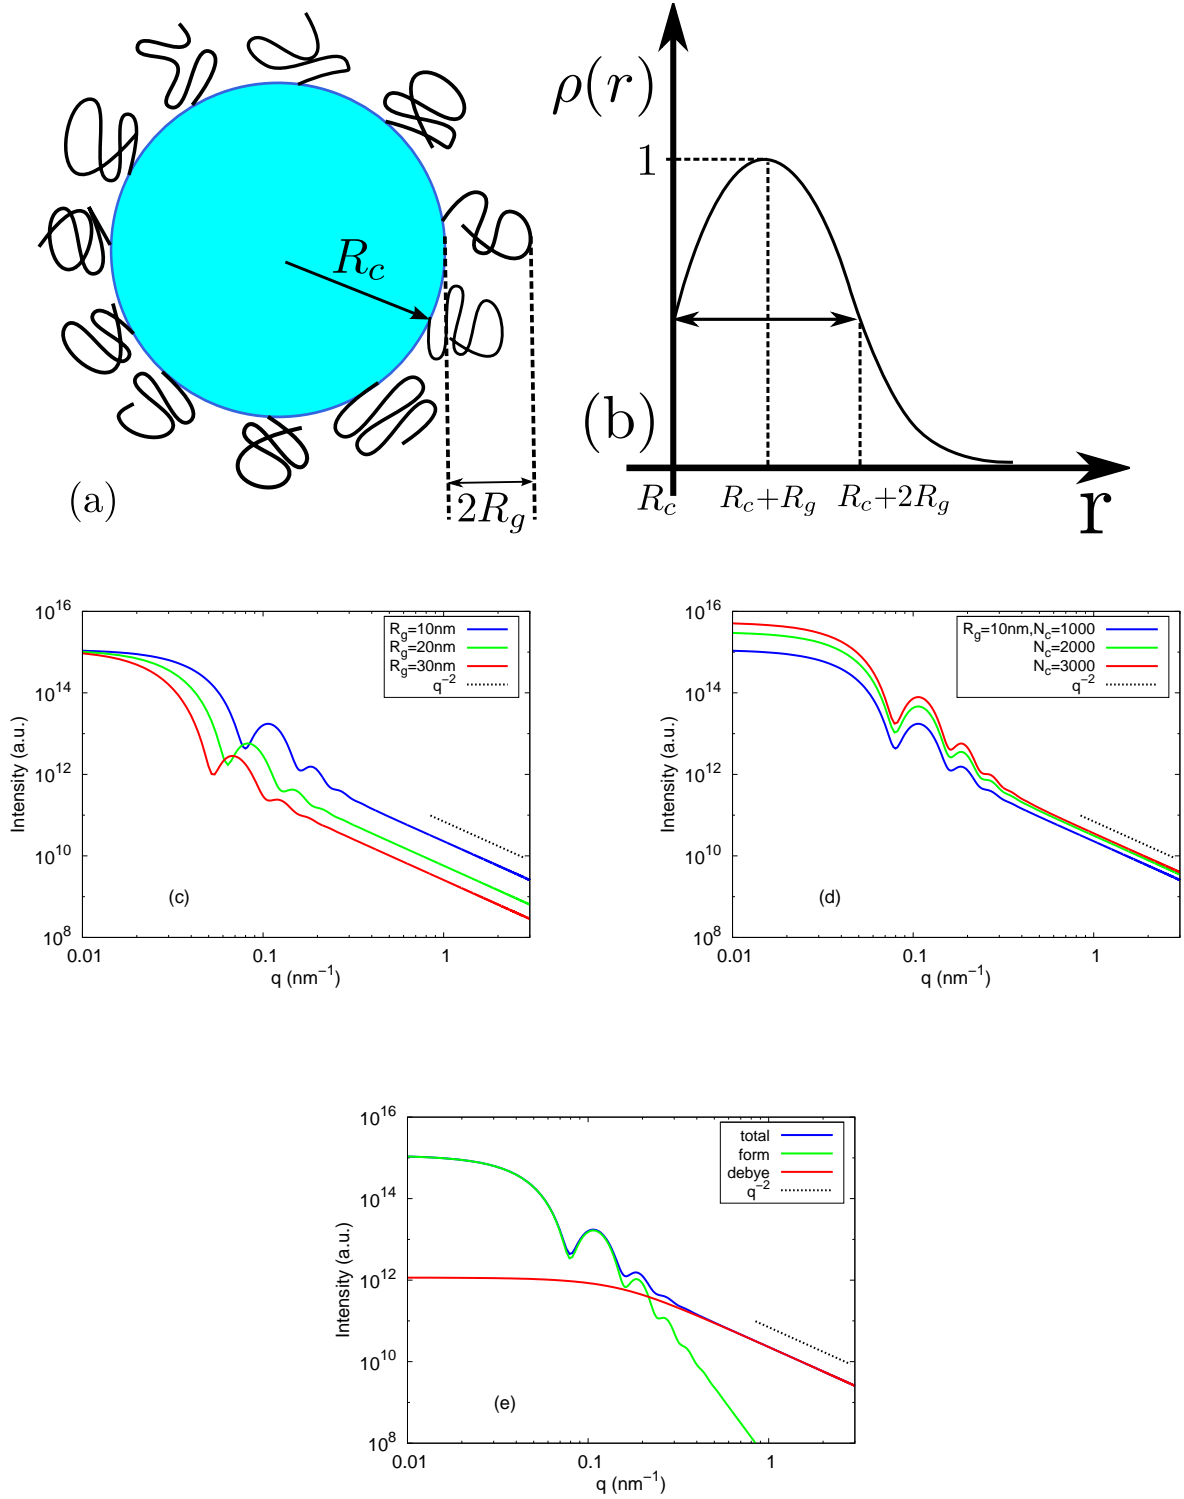 R_c
2R_g
(a)
ρ(r)
1
(b)
R_c
R_c+R_g
R_c+2R_g
r
10^16
10^14
10^12
10^10
10^8
Intensity (a.u.)
R_g=10nm
R_g=20nm
R_g=30nm
q^−2
(c)
0.01
0.1
1
q (nm^−1)
10^16
10^14
10^12
10^10
10^8
Intensity (a.u.)
R_g=10nm,N_c=1000
N_c=2000
N_c=3000
q^−2
(d)
0.01
0.1
1
q (nm^−1)
10^16
10^14
10^12
10^10
10^8
Intensity (a.u.)
total
form
debye
q^−2
(e)
0.01
0.1
1
q (nm^−1)